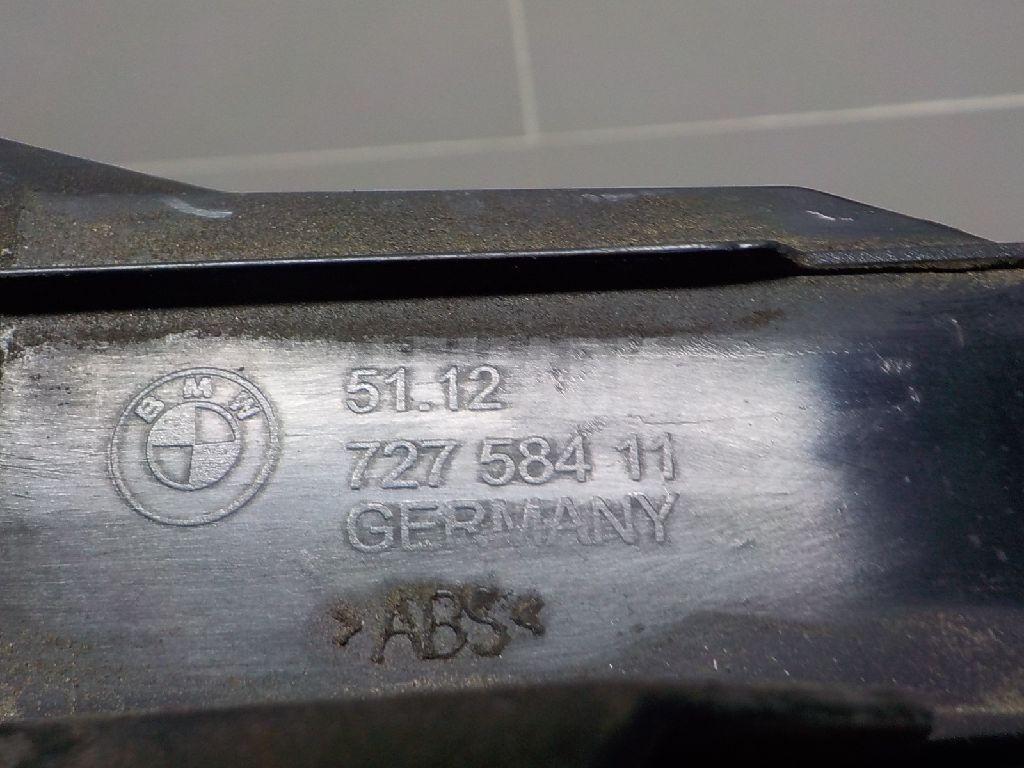 BMW
51.12
727 584 11
GERMANY
>ABS<